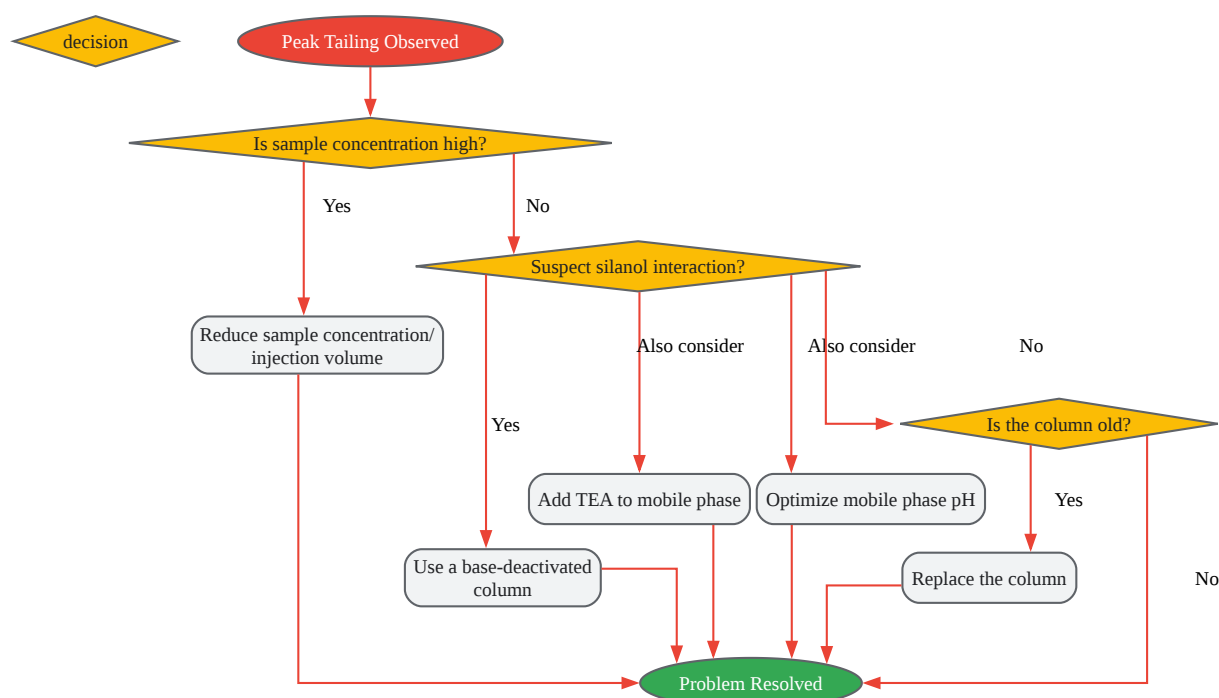 decision
Peak Tailing Observed
Is sample concentration high?
Yes
No
Suspect silanol interaction?
Reduce sample concentration/
injection volume
Also consider
Also consider
No
Yes
Is the column old?
Add TEA to mobile phase
Optimize mobile phase pH
Yes
Use a base-deactivated
column
Replace the column
No
Problem Resolved